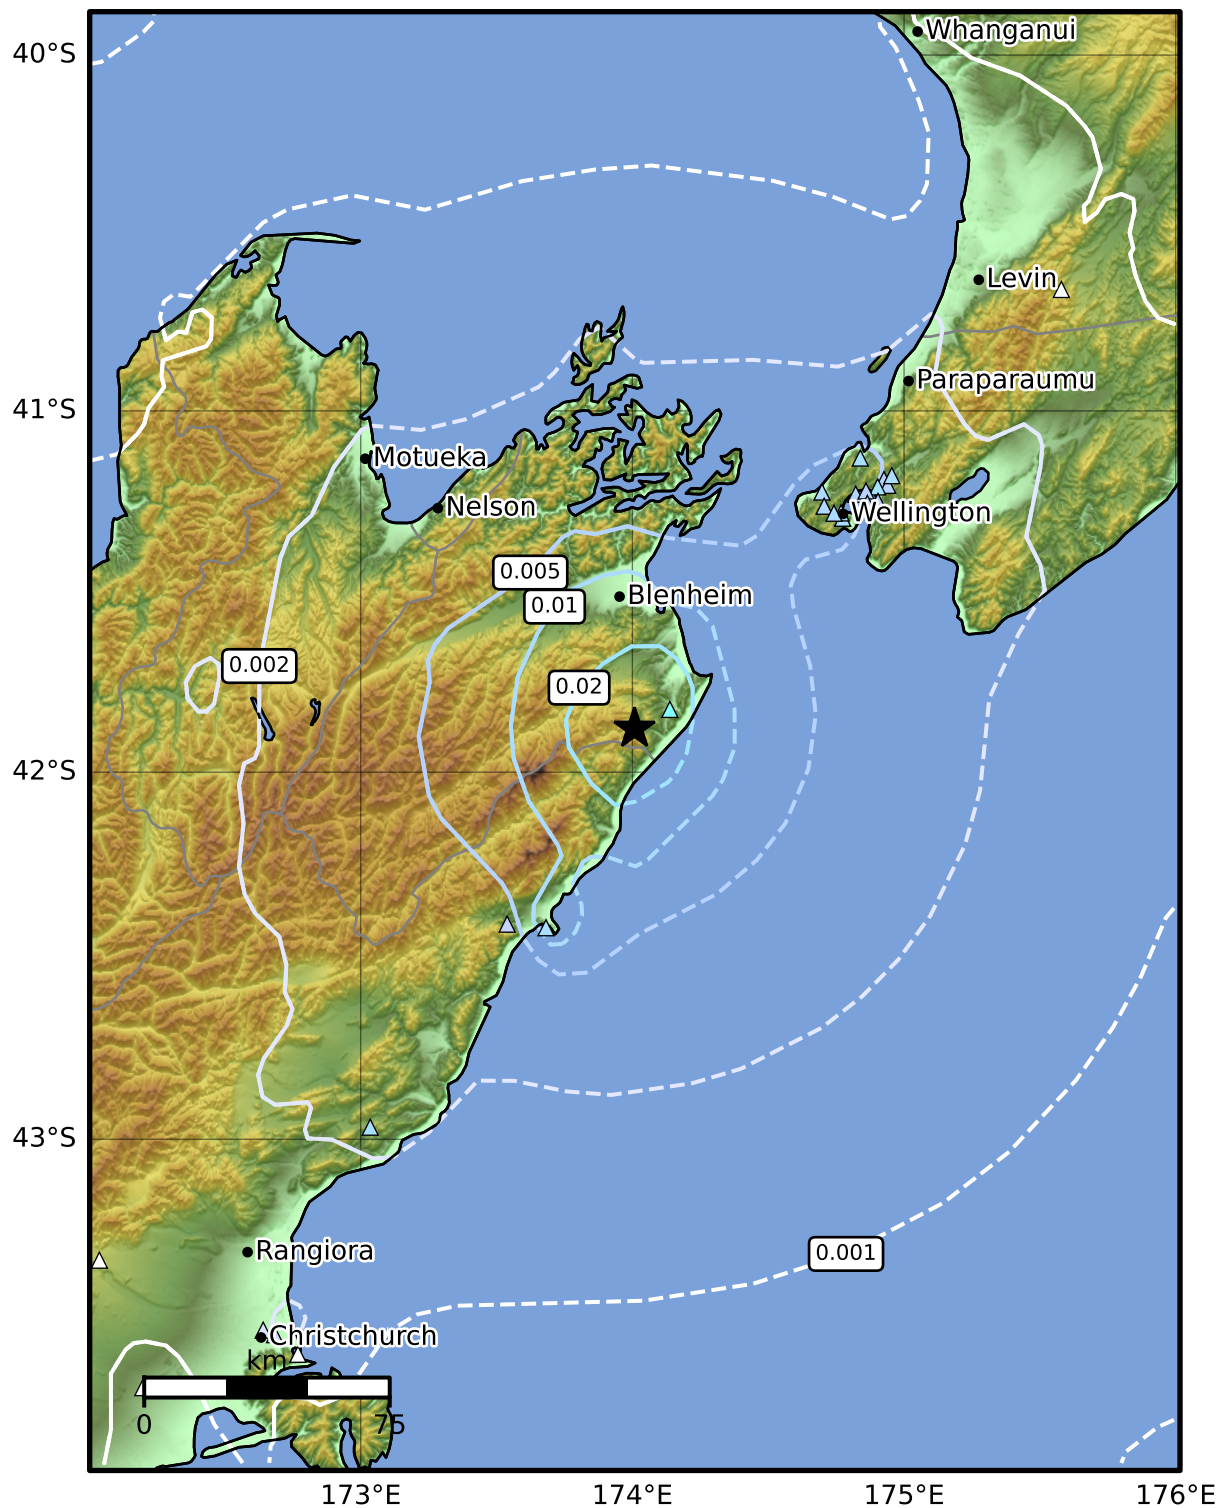 40°S
Whanganui
Levin
Paraparaumu
41°S
Motueka
Nelson
Wellington
0.005
0.01
Blenheim
0.002
0.02
42°S
43°S
Rangiora
0.001
Christchurch
km
0
75
173°E
174°E
175°E
176°E